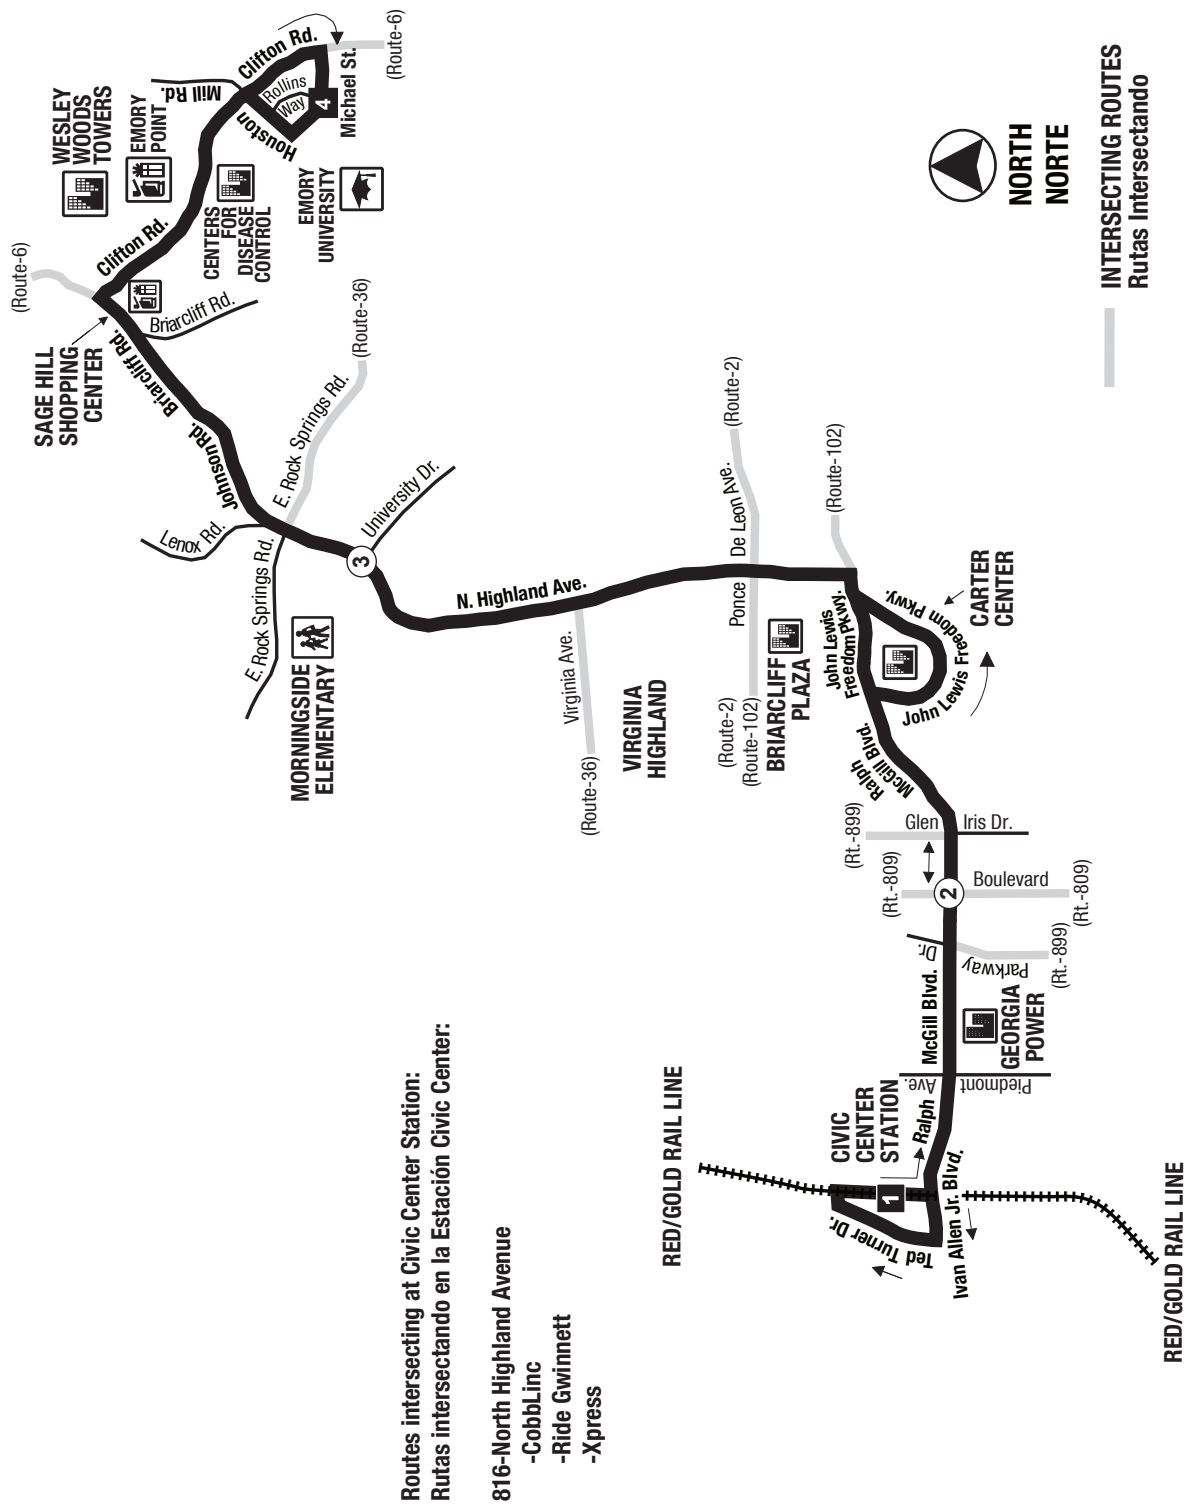 Routes intersecting at Civic Center Station:
Rutas intersectando en la Estación Civic Center:
816-North Highland Avenue
-CobbLinc
-Ride Gwinnett
-Xpress
RED/GOLD RAIL LINE
RED/GOLD RAIL LINE
CIVIC
CENTER
STATION
1
Ted Turner Dr.
Ivan Allen Jr. Blvd.
Ralph
McGill Blvd.
Piedmont
Ave.
GEORGIA
POWER
Parkway
Dr.
(Rt.-899)
2
Boulevard
(Rt.-809)
(Rt.-809)
(Rt.-899)
Glen
Iris Dr.
Ralph
McGill Blvd.
John Lewis
Freedom Pkwy.
John Lewis Freedom Pkwy.
CARTER
CENTER
(Route-102)
BRIARCLIFF
PLAZA
(Route-2)
(Route-102)
Ponce
De Leon Ave.
(Route-2)
VIRGINIA
HIGHLAND
Virginia Ave.
(Route-36)
N. Highland Ave.
MORNINGSIDE
ELEMENTARY
3
University Dr.
E. Rock Springs Rd.
E. Rock Springs Rd.
(Route-36)
Lenox Rd.
Johnson Rd.
Briarcliff Rd.
Briarcliff Rd.
SAGE HILL
SHOPPING
CENTER
(Route-6)
Clifton Rd.
WESLEY
WOODS
TOWERS
EMORY
POINT
CENTERS
FOR
DISEASE
CONTROL
EMORY
UNIVERSITY
Mill Rd.
Houston
Clifton Rd.
Rollins
Way
4
Michael St.
(Route-6)
NORTH
NORTE
INTERSECTING ROUTES
Rutas Intersectando